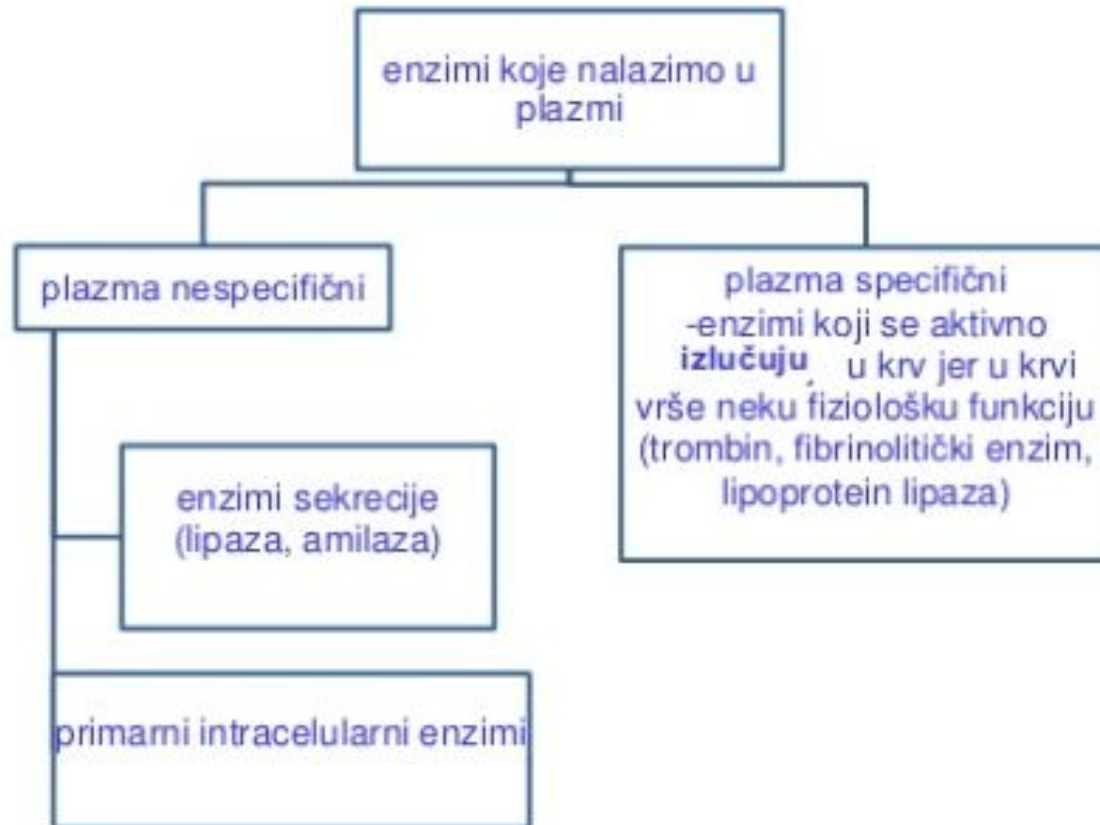 enzimi koje nalazimo u
plazmi
plazma nespecifični
plazma specifični
-enzimi koji se aktivno
izlučuju u krv jer u krvi
vrše neku fiziološku funkciju
(trombin, fibrinolitički enzim,
lipoprotein lipaza)
enzimi sekrecije
(lipaza, amilaza)
primarni intracelularni enzimi